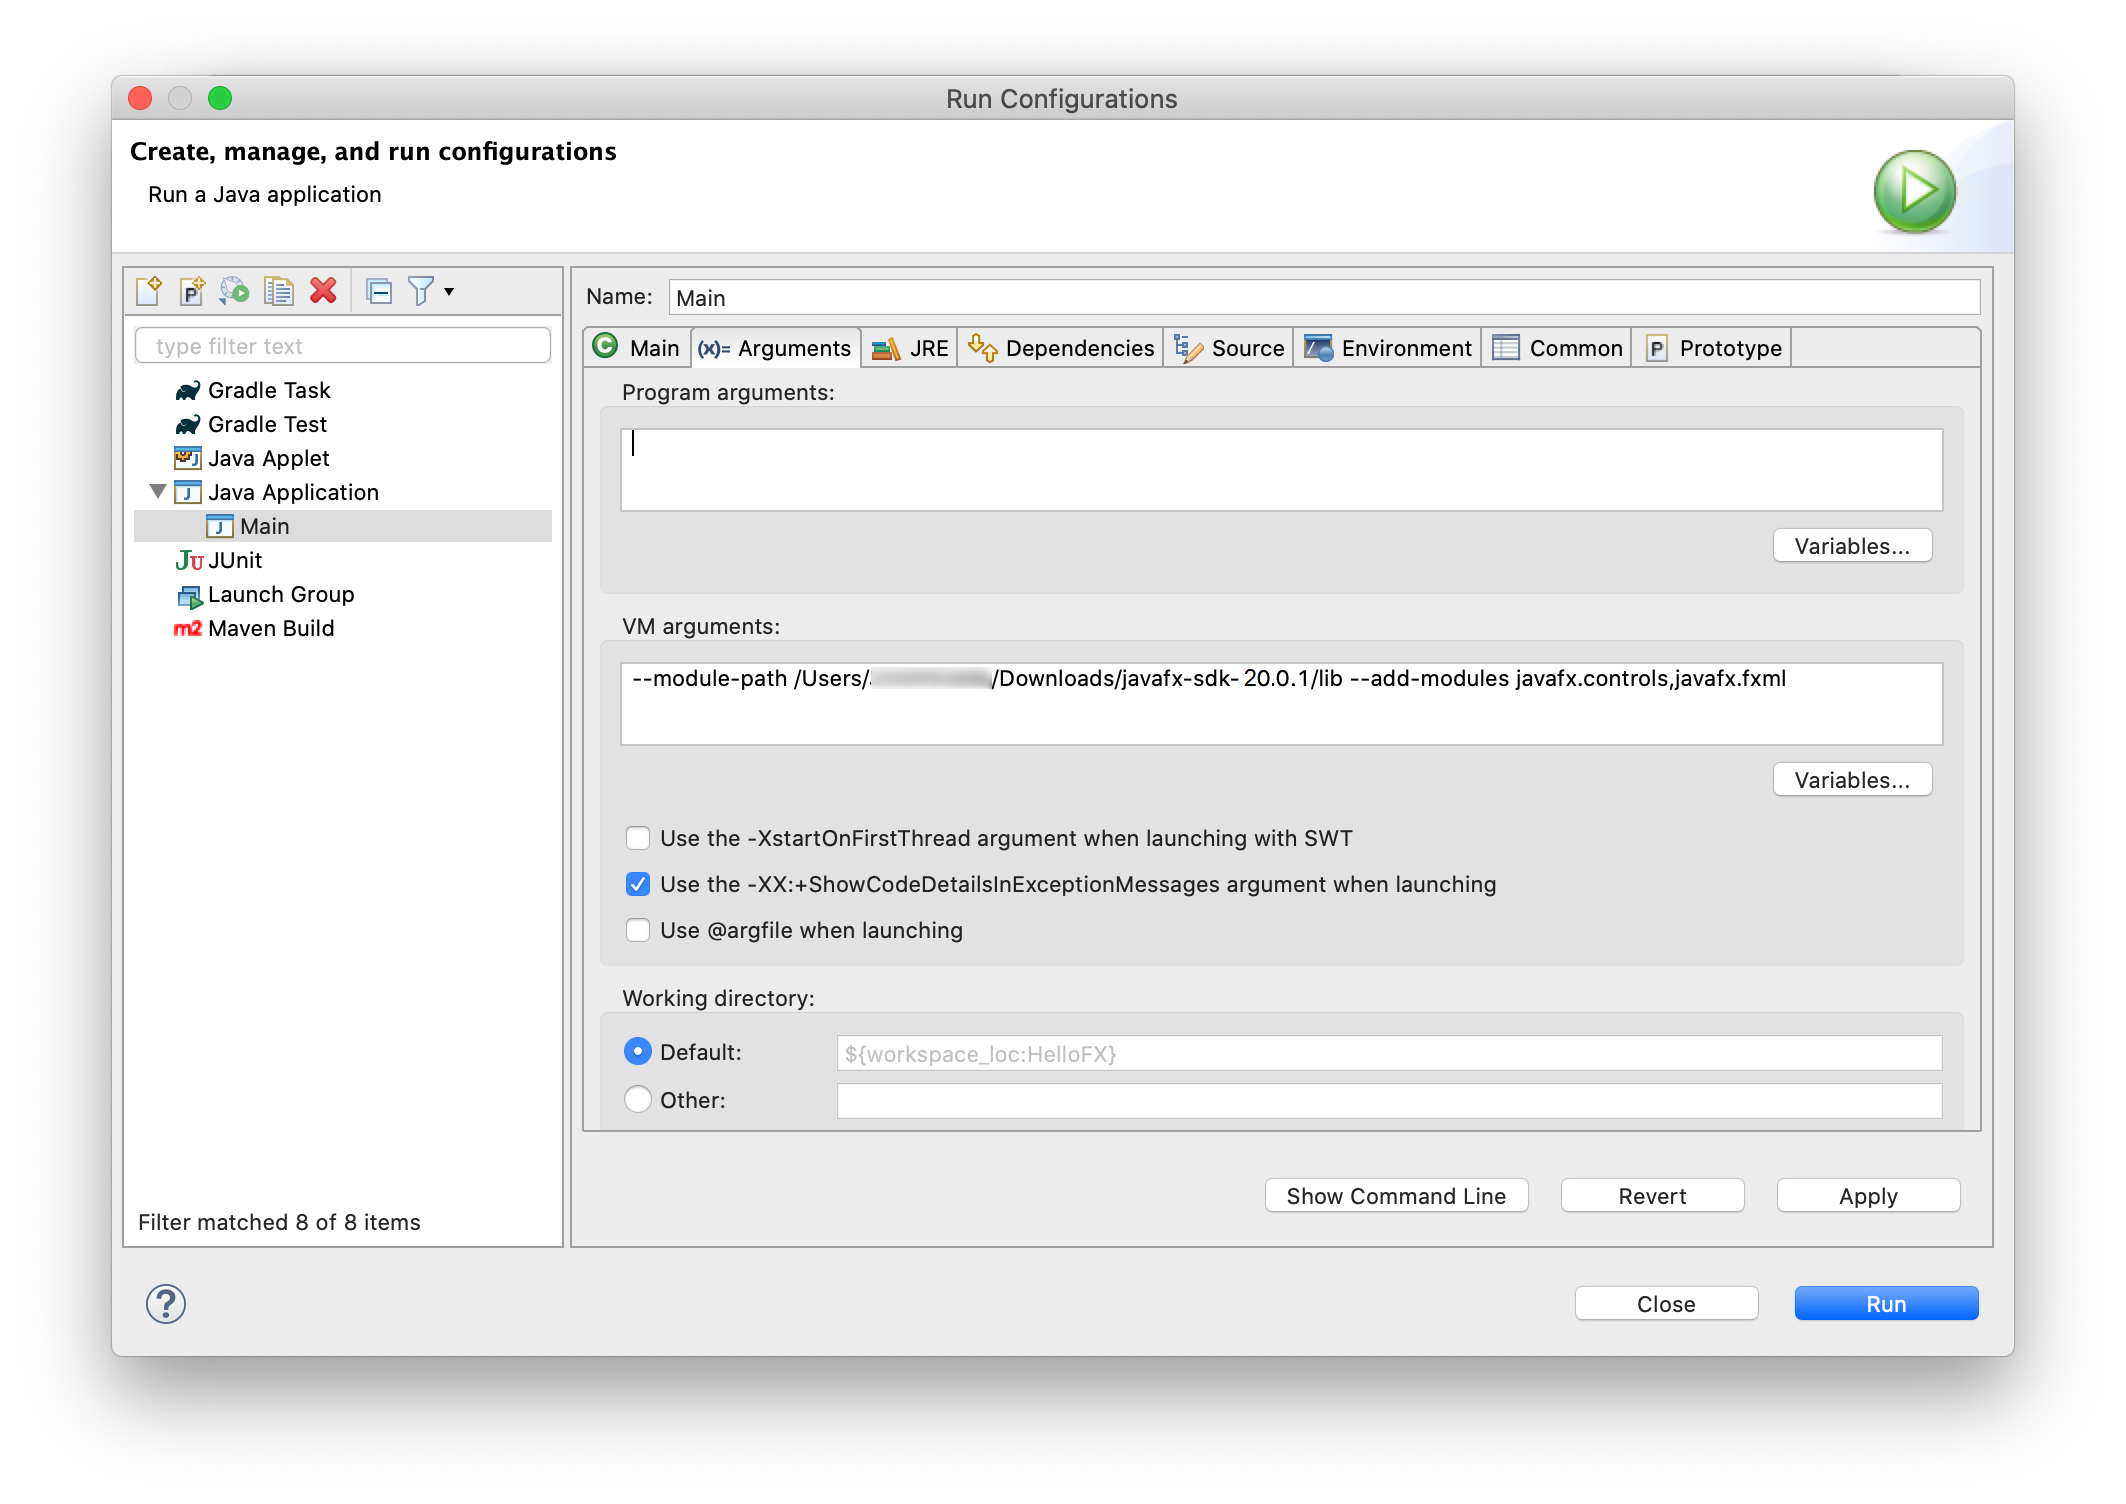 Run Configurations
Create, manage, and run configurations
Run a Java application
type filter text
Gradle Task
Gradle Test
Java Applet
Java Application
Main
JUnit
Launch Group
Maven Build
Filter matched 8 of 8 items
Name: Main
Main (x)= Arguments JRE Dependencies Source Environment Common Prototype
Program arguments:
Variables...
VM arguments:
--module-path /Users/ /Downloads/javafx-sdk-20.0.1/lib --add-modules javafx.controls,javafx.fxml
Variables...
Use the -XstartOnFirstThread argument when launching with SWT
Use the -XX:+ShowCodeDetailsInExceptionMessages argument when launching
Use @argfile when launching
Working directory:
Default: ${workspace_loc:HelloFX}
Other:
Show Command Line Revert Apply
Close Run